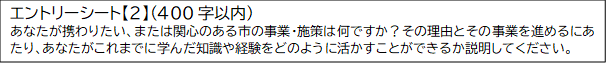 エントリーシート【２】（４００字以内）
あなたが携わりたい、または関心のある市の事業・施策は何ですか？その理由とその事業を進めるにあ
たり、あなたがこれまでに学んだ知識や経験をどのように活かすことができるか説明してください。